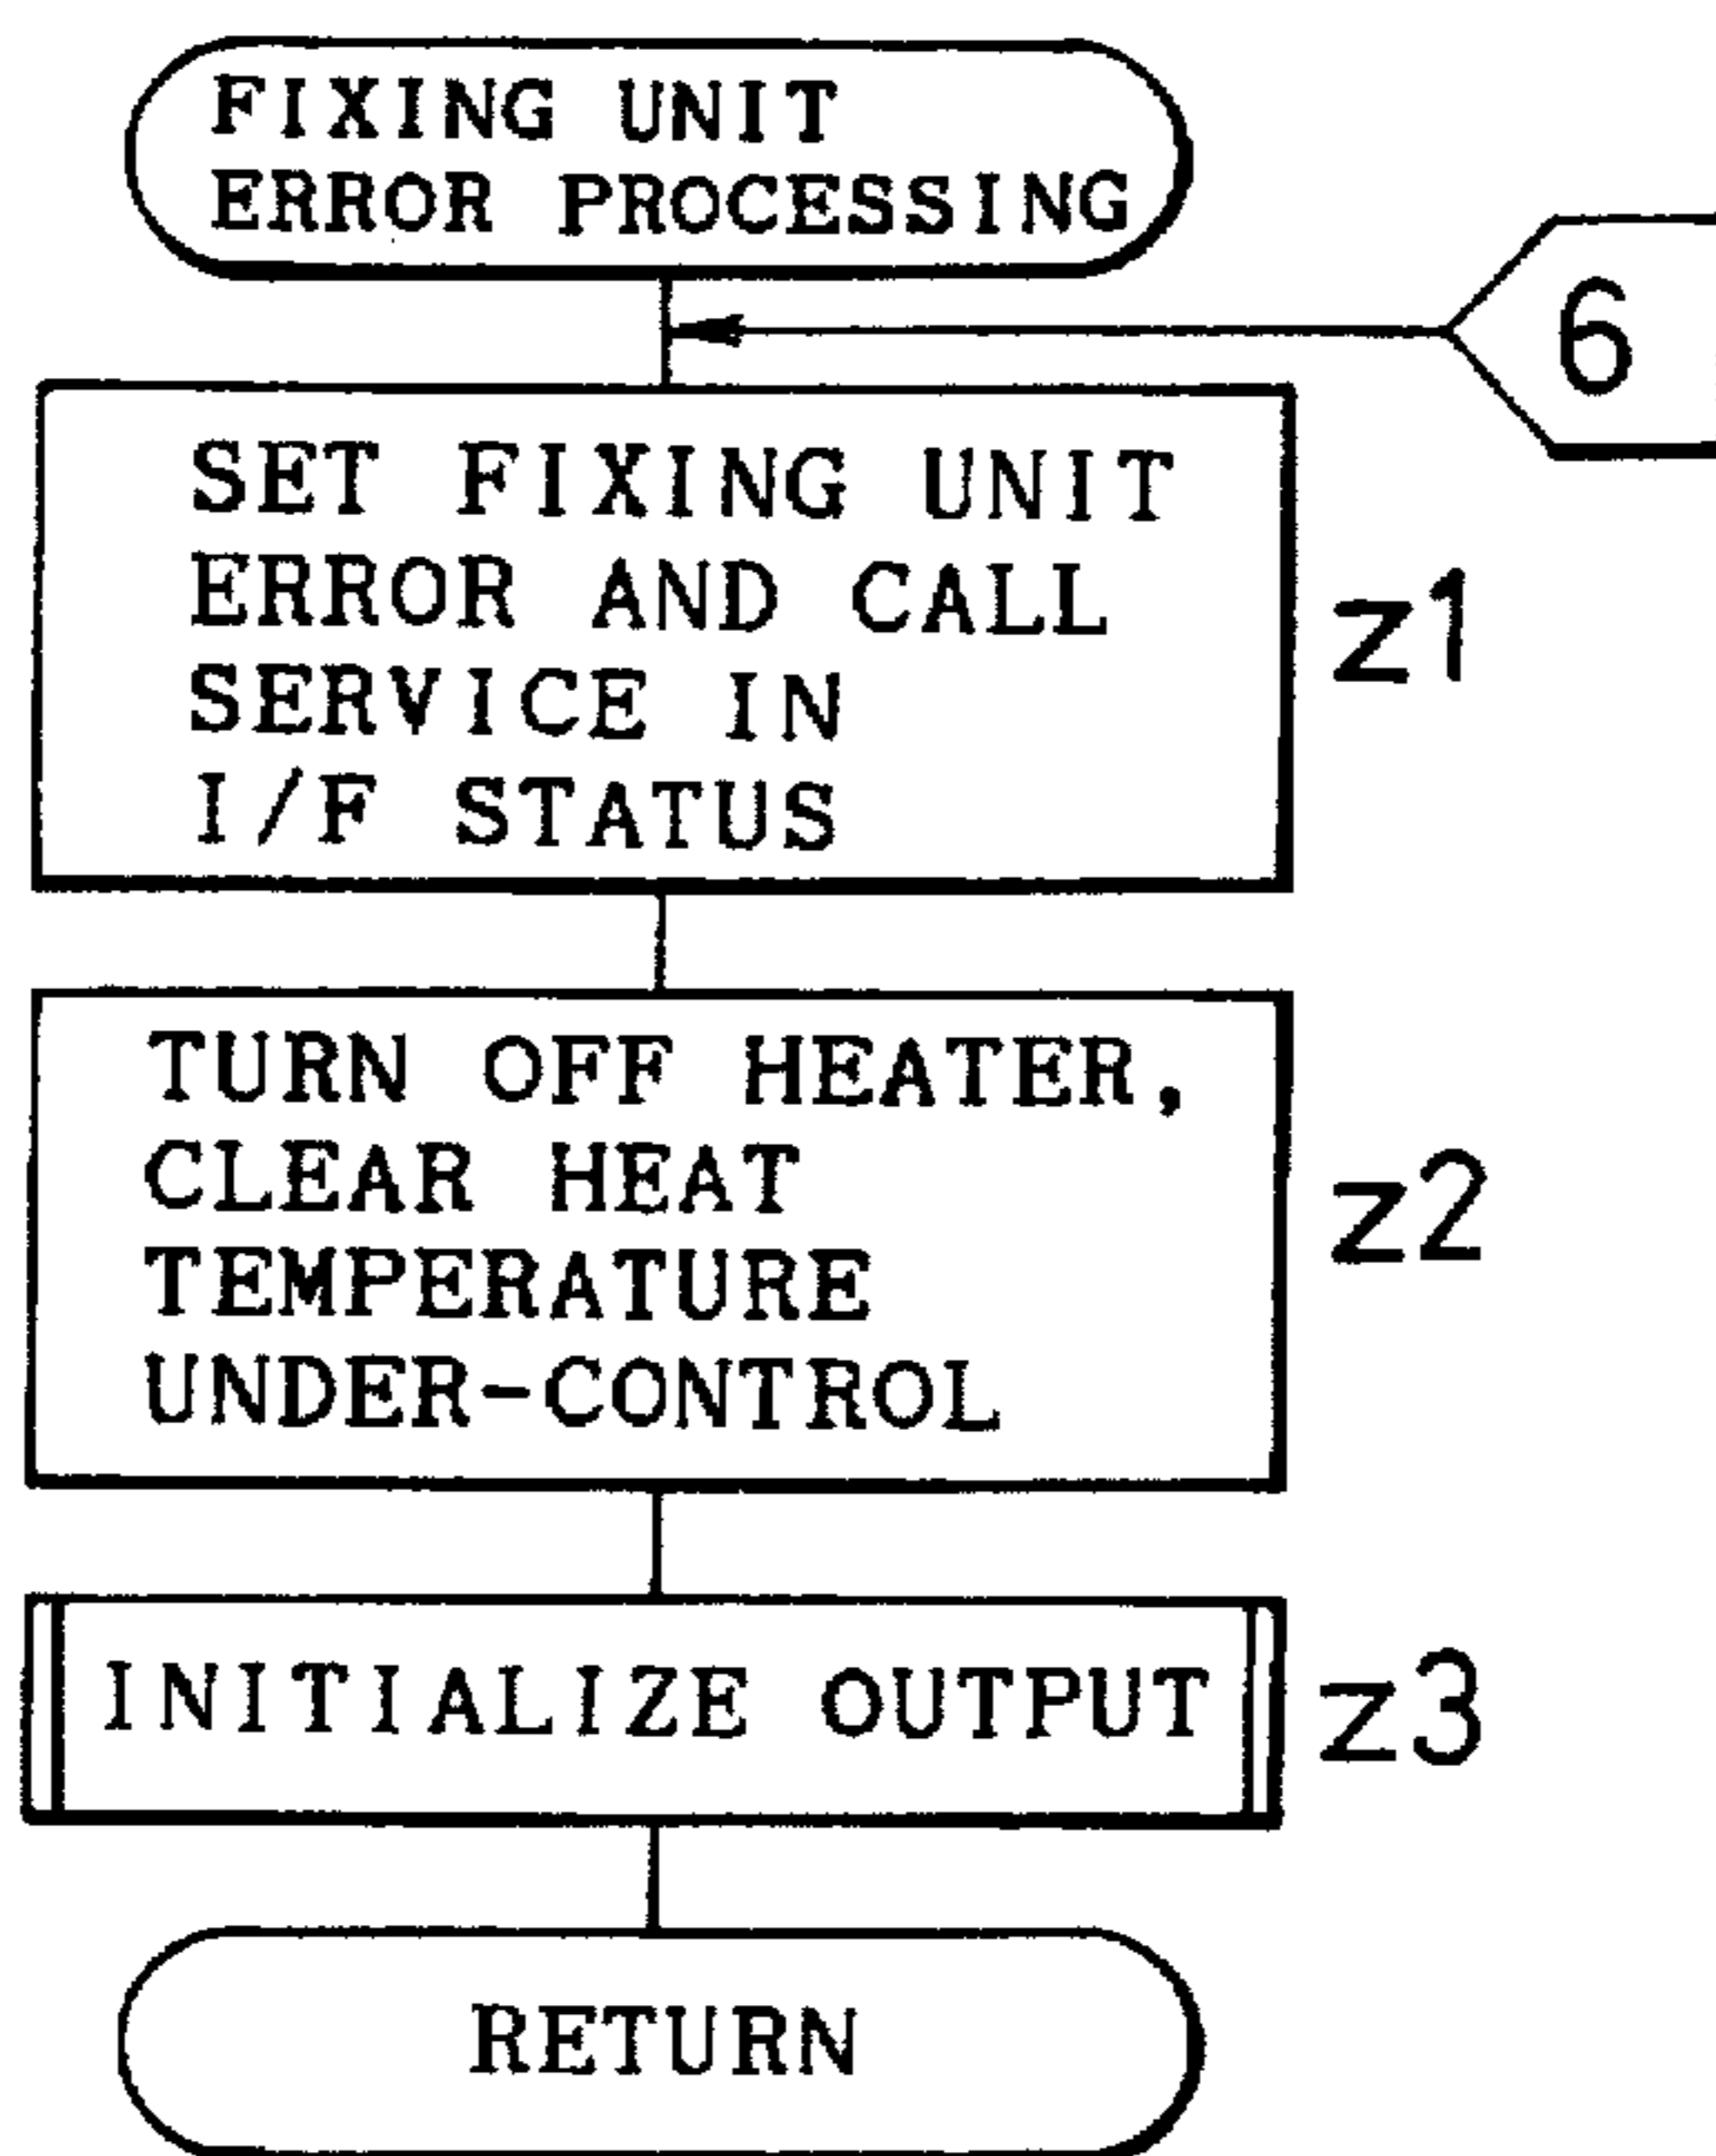 FIXING UNIT
ERROR PROCESSING
6
SET FIXING UNIT
ERROR AND CALL
SERVICE IN
I/F STATUS
z1
TURN OFF HEATER,
CLEAR HEAT
TEMPERATURE
UNDER-CONTROL
z2
INITIALIZE OUTPUT
z3
RETURN